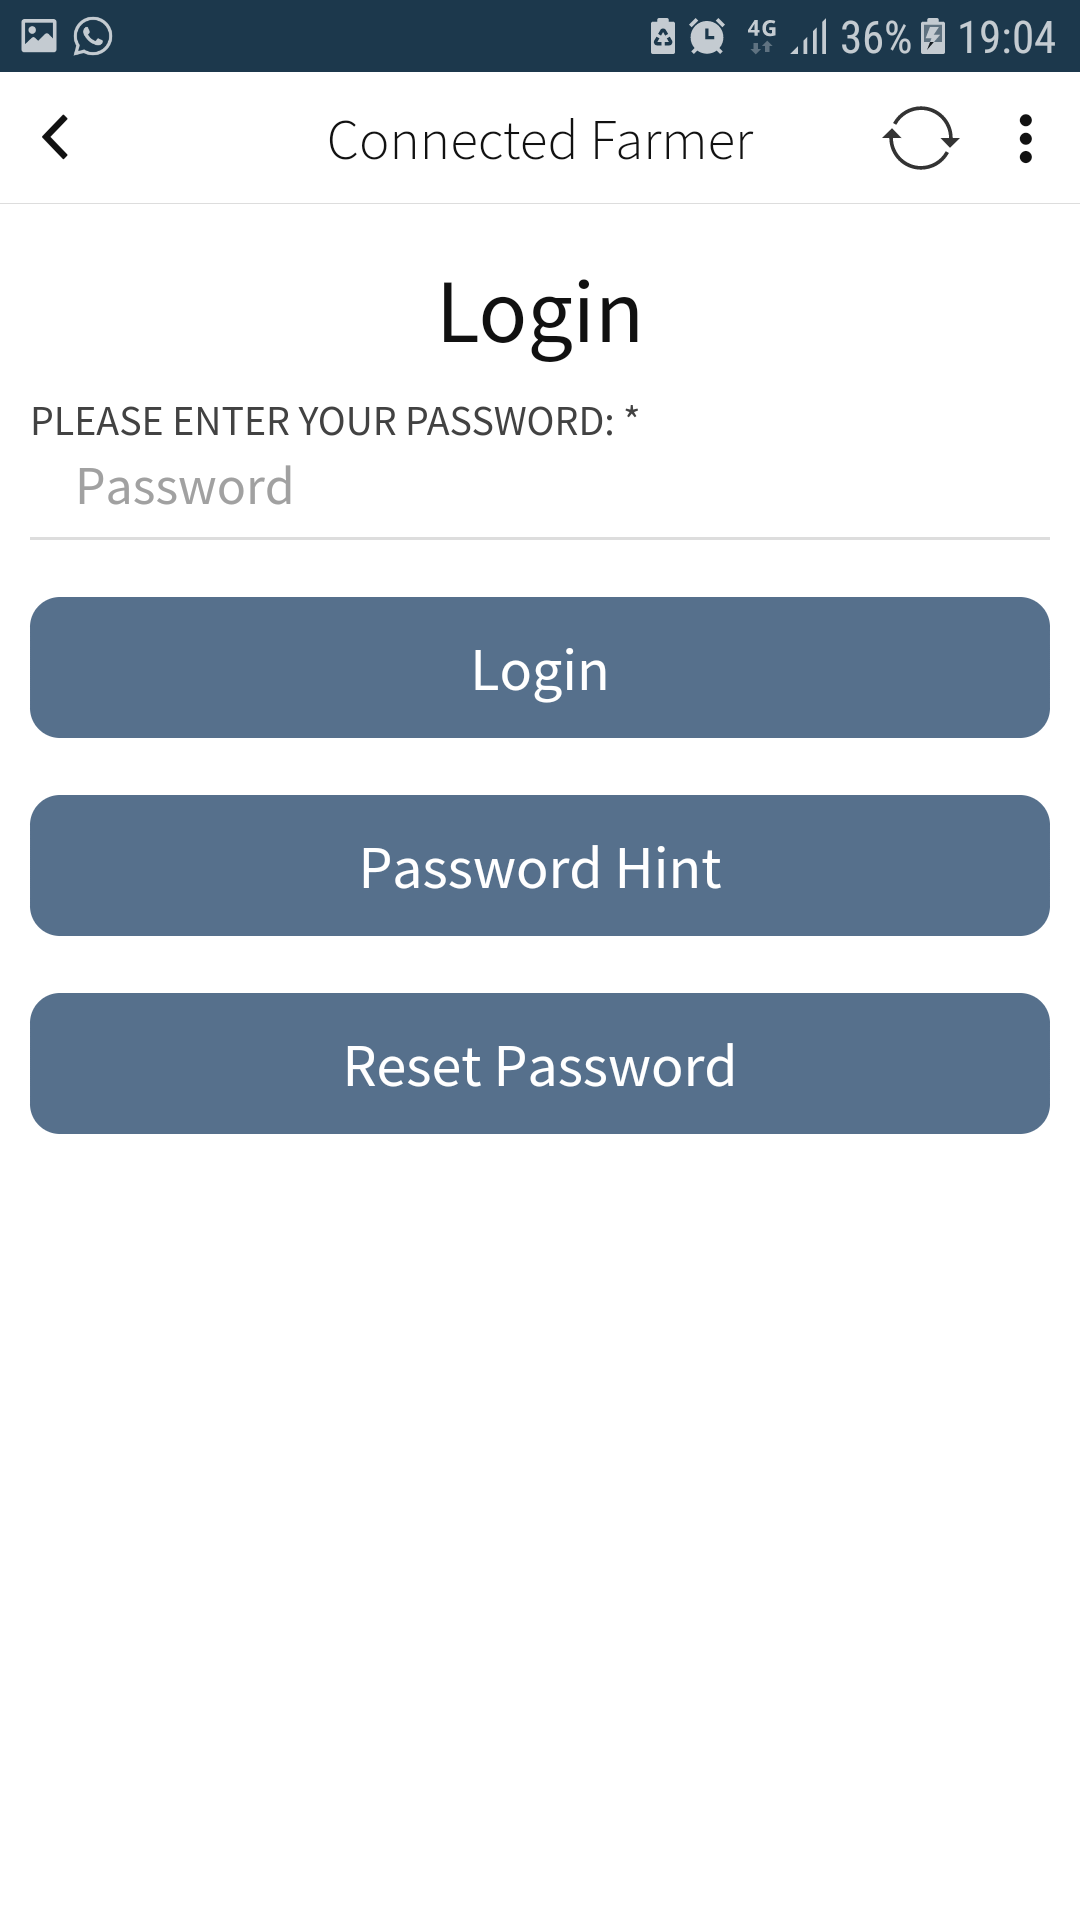 4G 36% 19:04
Connected Farmer
Login
PLEASE ENTER YOUR PASSWORD: *
Password
Login
Password Hint
Reset Password